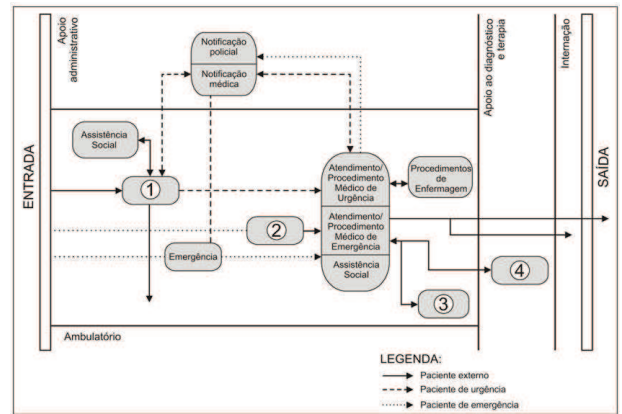 Apoio
administrativo
Notificação
policial
Notificação
médica
Apoio ao diagnóstico
e terapia
Internação
ENTRADA
SAÍDA
Assistência
Social
1
Atendimento/
Procedimento
Médico de
Urgência
Procedimentos
de
Enfermagem
2
Atendimento/
Procedimento
Médico de
Emergência
Emergência
Assistência
Social
4
3
Ambulatório
LEGENDA:
Paciente externo
Paciente de urgência
Paciente de emergência